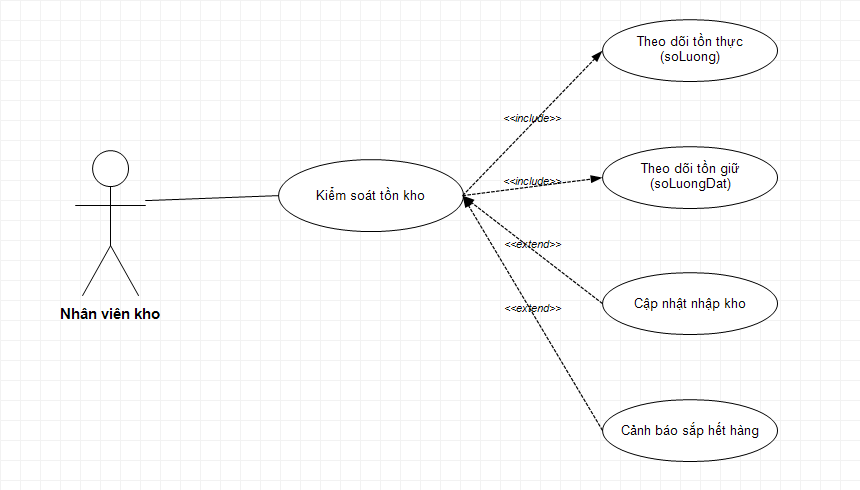 Theo dõi tồn thực
(soLuong)
<<include>>
Theo dõi tồn giữ
(soLuongDat)
<<include>>
Kiểm soát tồn kho
<<extend>>
Cập nhật nhập kho
<<extend>>
Nhân viên kho
Cảnh báo sắp hết hàng